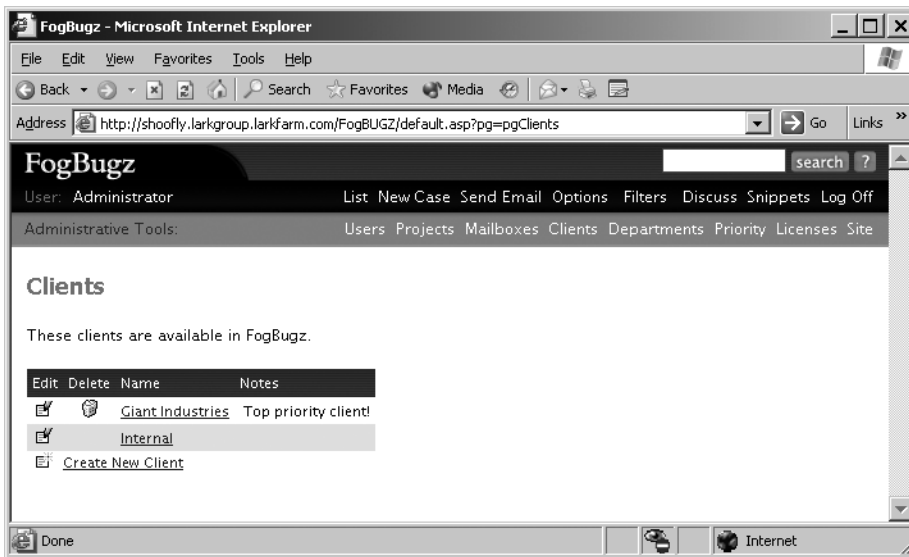 FogBugz - Microsoft Internet Explorer
File Edit View Favorites Tools Help
Back Search Favorites Media
Address http://shoofly.larkgroup.larkfarm.com/FogBUGZ/default.asp?pg=pgClients Go Links »
FogBugz search ?
User: Administrator List New Case Send Email Options Filters Discuss Snippets Log Off
Administrative Tools: Users Projects Mailboxes Clients Departments Priority Licenses Site
Clients
These clients are available in FogBugz.
Edit Delete Name Notes
Giant Industries Top priority client!
Internal
Create New Client
Done Internet